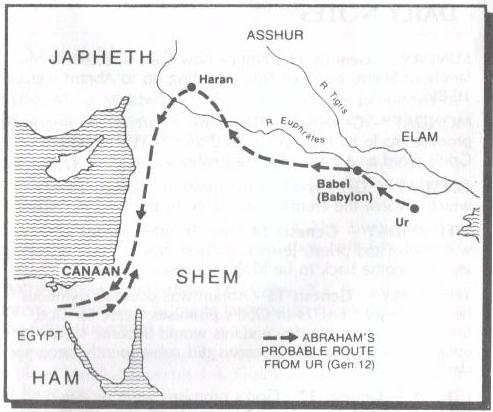 ASSHUR
JAPHETH
Haran
R. Tigris
R. Euphrates
ELAM
Babel
(Babylon)
Ur
CANAAN
SHEM
EGYPT
HAM
ABRAHAM'S
PROBABLE ROUTE
FROM UR (Gen.12)